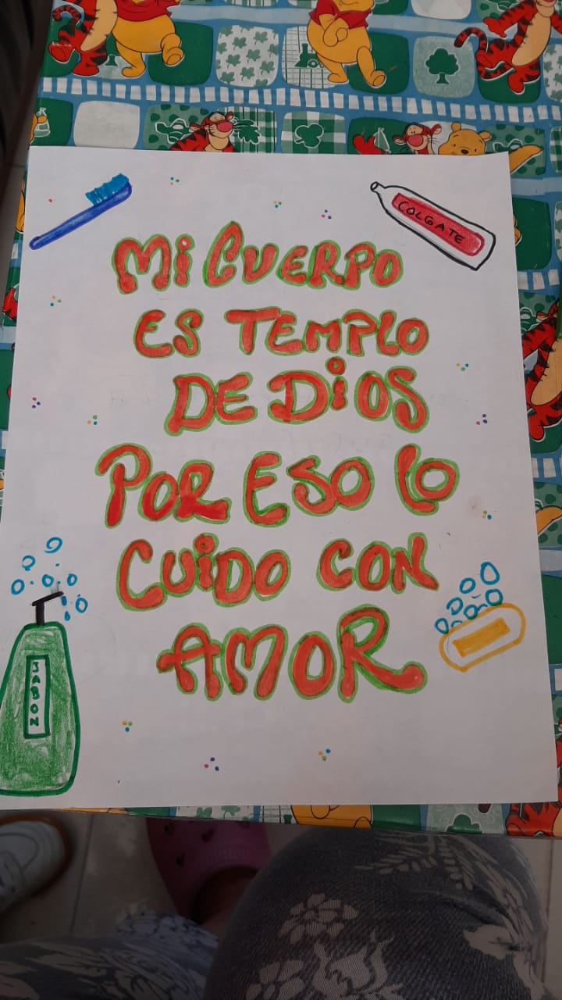 COLGATE
Mi CUERPO
ES TEMPLO
DE DiOS
POR ESO LO
CUiDO CON
AMOR
JABON